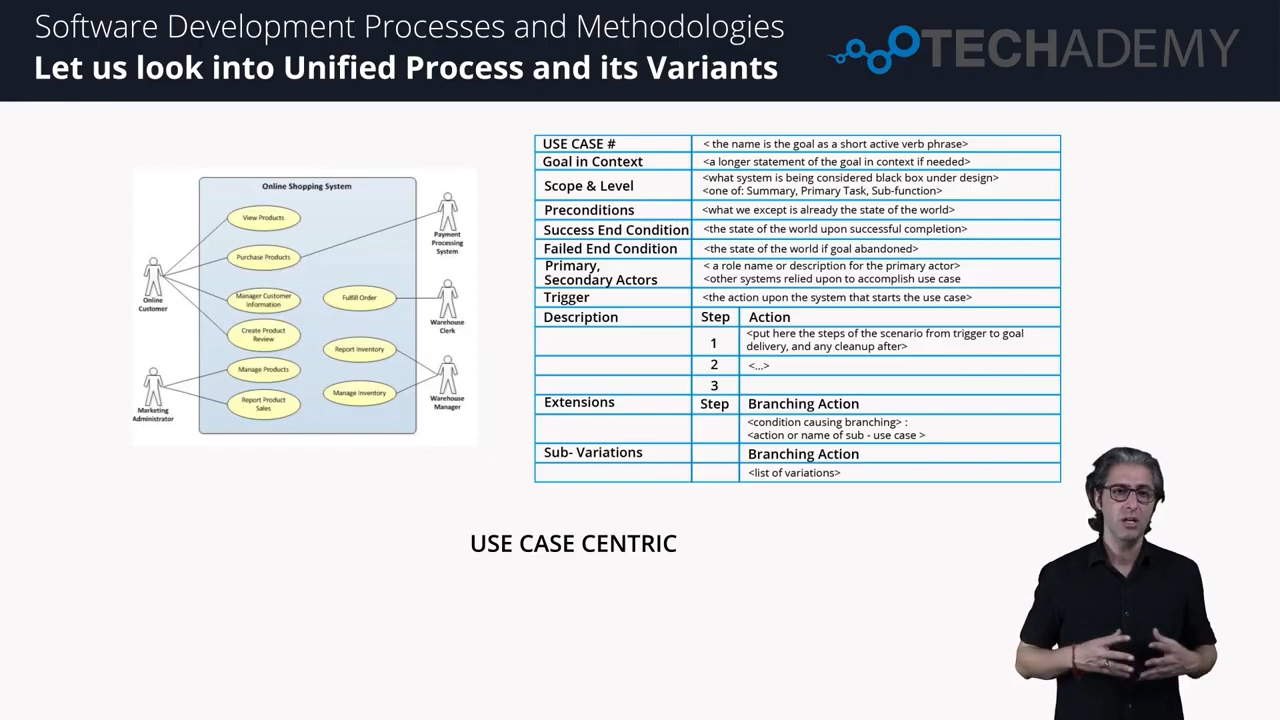 Software Development Processes and Methodologies
Let us look into Unified Process and its Variants
TECHADEMY
Online Shopping System
View Products
Purchase Products
Manager Customer
Information
Create Product
Review
Manage Products
Report Product
Sales
Fulfill Order
Report Inventory
Manage Inventory
Online
Customer
Marketing
Administrator
Payment
Processing
System
Warehouse
Clerk
Warehouse
Manager
USE CASE # < the name is the goal as a short active verb phrase>
Goal in Context <a longer statement of the goal in context if needed>
Scope & Level <what system is being considered black box under design>
<one of: Summary, Primary Task, Sub-function>
Preconditions <what we except is already the state of the world>
Success End Condition <the state of the world upon successful completion>
Failed End Condition <the state of the world if goal abandoned>
Primary, < a role name or description for the primary actor>
Secondary Actors <other systems relied upon to accomplish use case
Trigger <the action upon the system that starts the use case>
Description Step Action
1 <put here the steps of the scenario from trigger to goal
delivery, and any cleanup after>
2 <...>
3
Extensions Step Branching Action
<condition causing branching> :
<action or name of sub - use case >
Sub- Variations Branching Action
<list of variations>
USE CASE CENTRIC